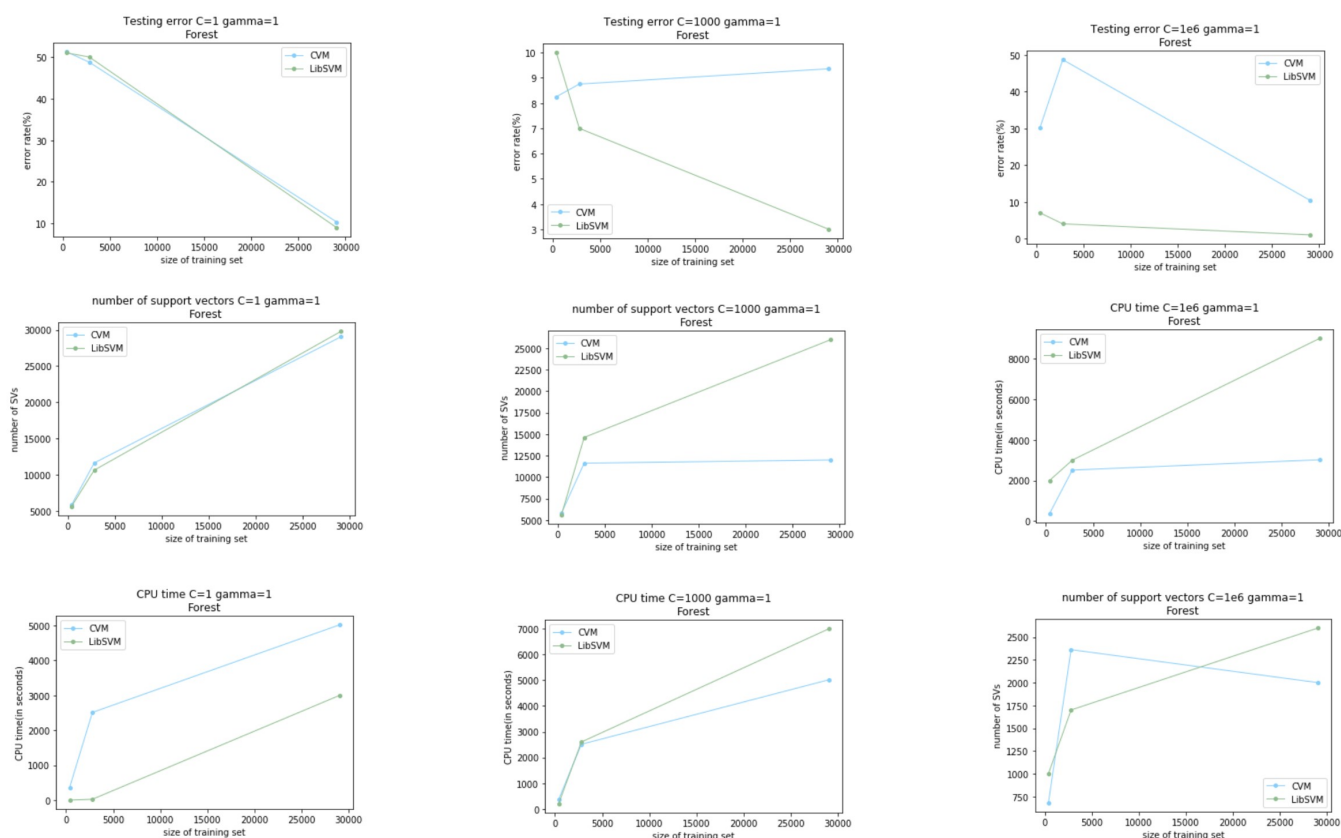 Testing error C=1 gamma=1
Forest
CVM
LibSVM
50
40
30
20
10
error rate(%)
0 5000 10000 15000 20000 25000 30000
size of training set
Testing error C=1000 gamma=1
Forest
10
9
8
7
6
5
4
3
error rate(%)
CVM
LibSVM
0 5000 10000 15000 20000 25000 30000
size of training set
Testing error C=1e6 gamma=1
Forest
CVM
LibSVM
50
40
30
20
10
0
error rate(%)
0 5000 10000 15000 20000 25000 30000
size of training set
number of support vectors C=1 gamma=1
Forest
CVM
LibSVM
30000
25000
20000
15000
10000
5000
number of SVs
0 5000 10000 15000 20000 25000 30000
size of training set
number of support vectors C=1000 gamma=1
Forest
CVM
LibSVM
25000
22500
20000
17500
15000
12500
10000
7500
5000
number of SVs
0 5000 10000 15000 20000 25000 30000
size of training set
CPU time C=1e6 gamma=1
Forest
CVM
LibSVM
8000
6000
4000
2000
0
CPU time(in seconds)
0 5000 10000 15000 20000 25000 30000
size of training set
CPU time C=1 gamma=1
Forest
CVM
LibSVM
5000
4000
3000
2000
1000
0
CPU time(in seconds)
0 5000 10000 15000 20000 25000 30000
size of training set
CPU time C=1000 gamma=1
Forest
CVM
LibSVM
7000
6000
5000
4000
3000
2000
1000
0
CPU time(in seconds)
0 5000 10000 15000 20000 25000 30000
size of training set
number of support vectors C=1e6 gamma=1
Forest
2500
2250
2000
1750
1500
1250
1000
750
number of SVs
CVM
LibSVM
0 5000 10000 15000 20000 25000 30000
size of training set